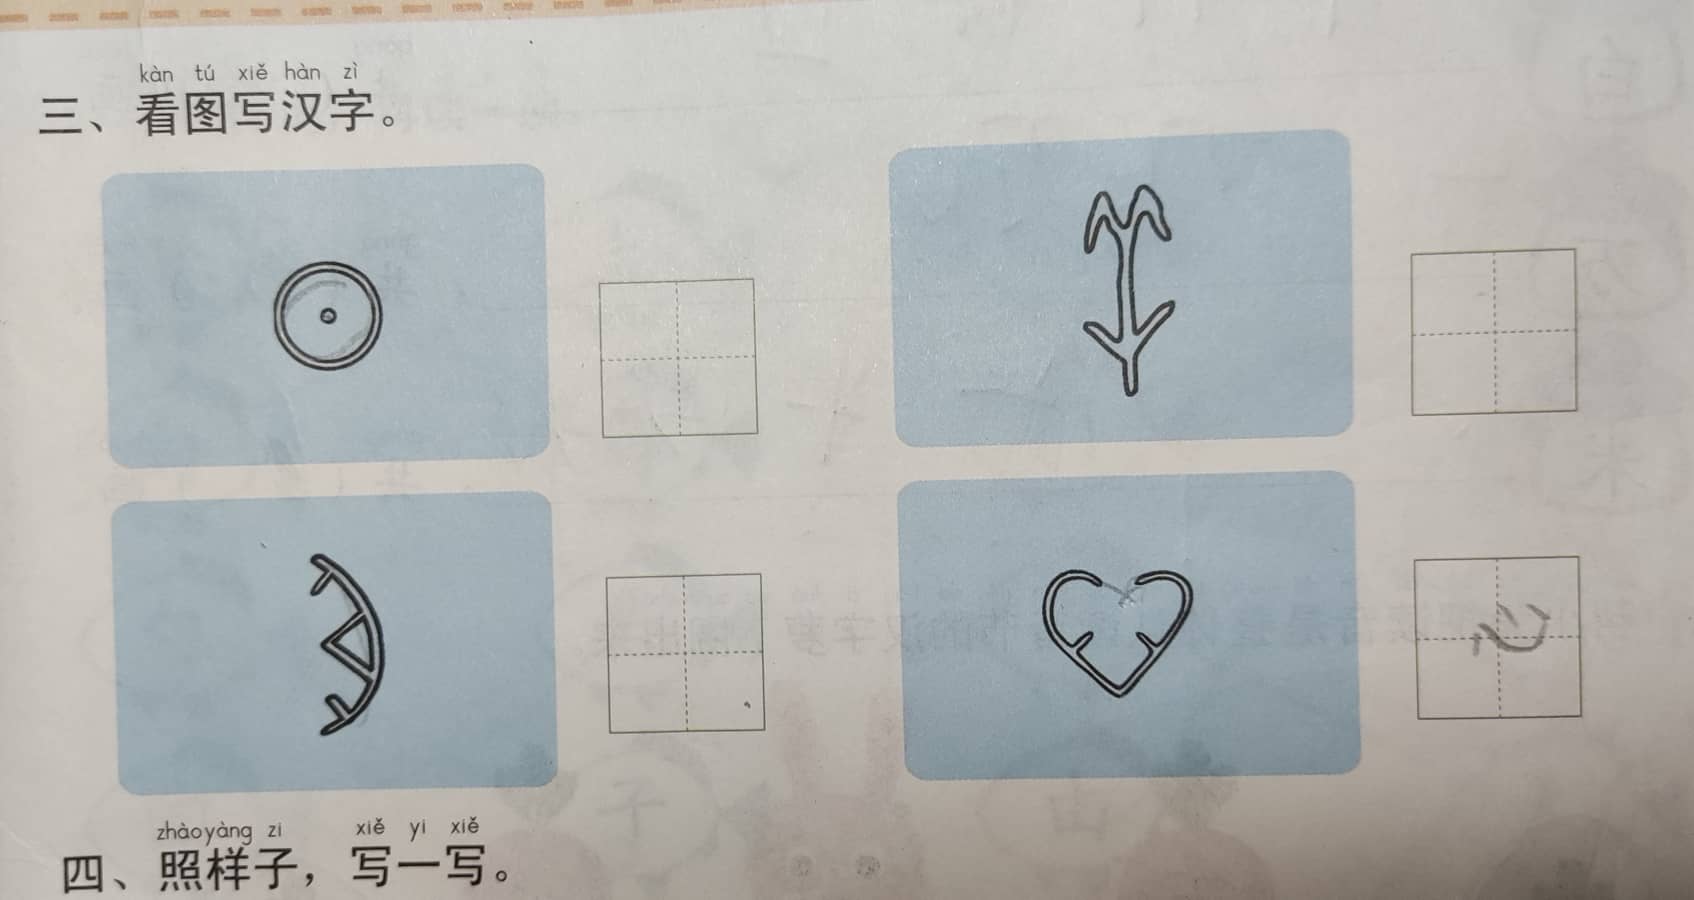 kàn tú xiě hàn zì
三、看图写汉字。
心
zhàoyàng zi xiě yi xiě
四、照样子，写一写。